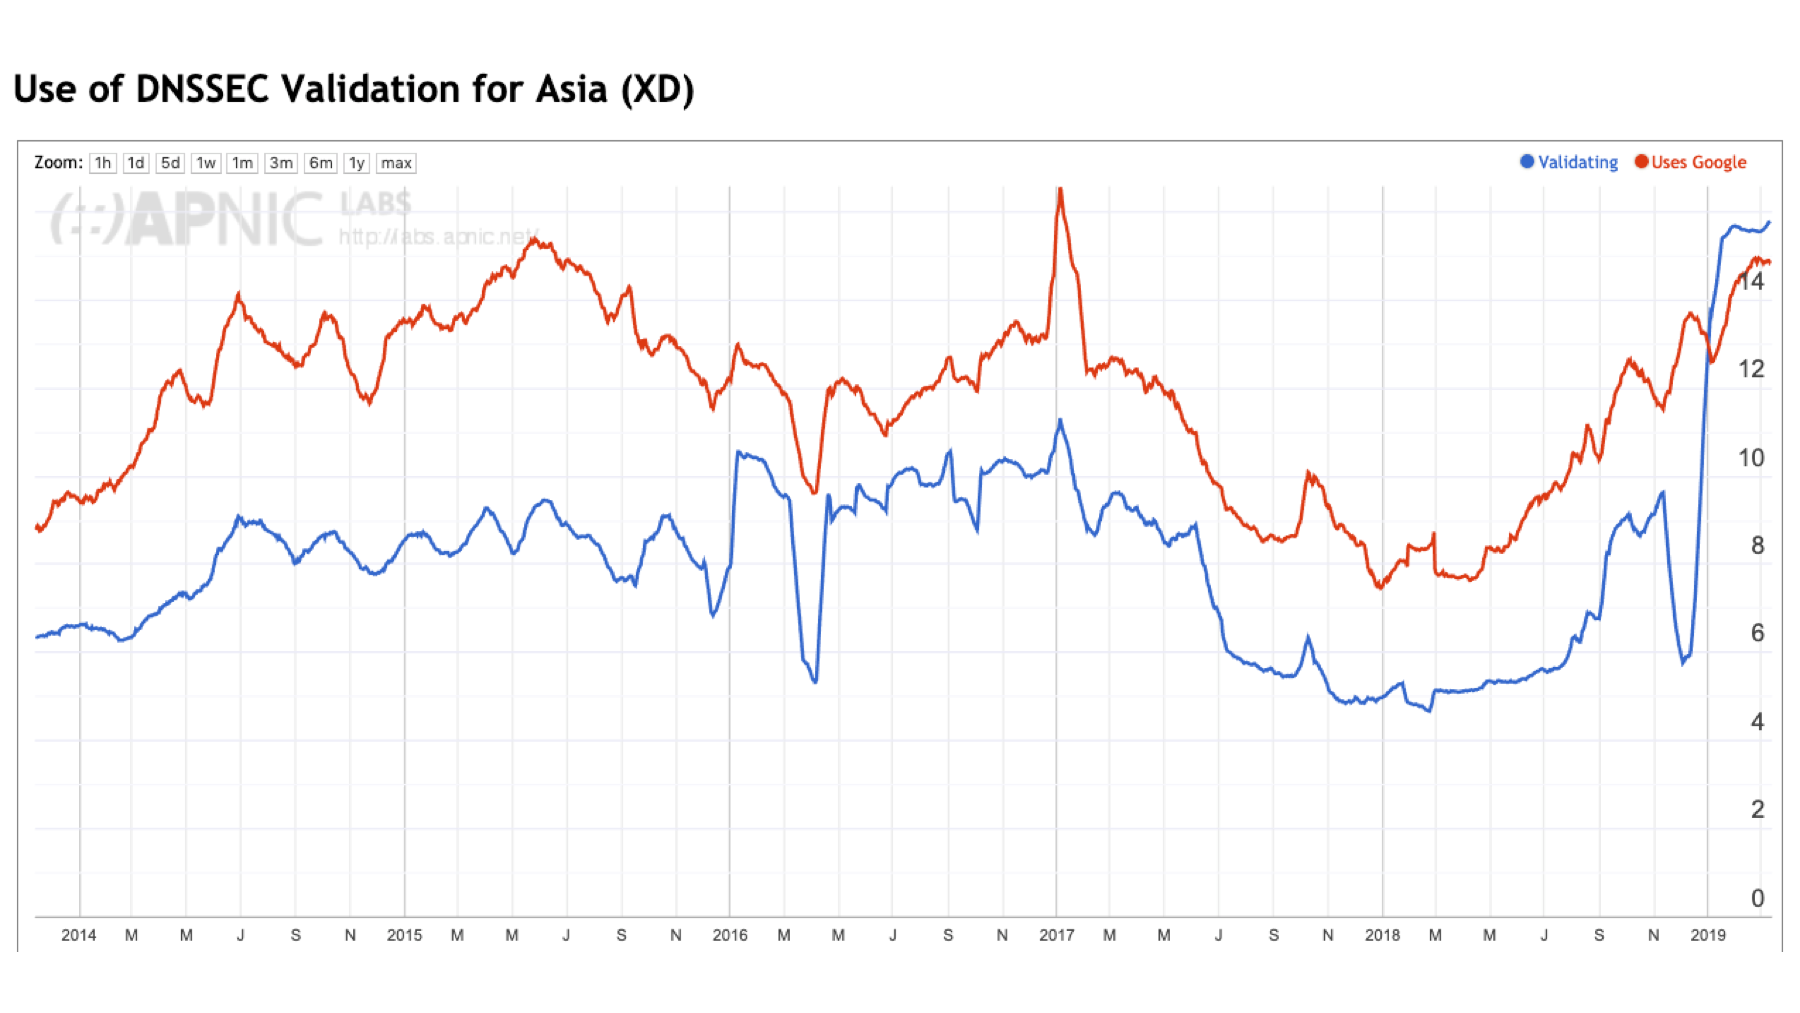 Use of DNSSEC Validation for Asia (XD)
Zoom: 1h 1d 5d 1w 1m 3m 6m 1y max
Validating Uses Google
(::)APNIC LABS
http://labs.apnic.net/
14
12
10
8
6
4
2
0
2014 M M J S N 2015 M M J S N 2016 M M J S N 2017 M M J S N 2018 M M J S N 2019